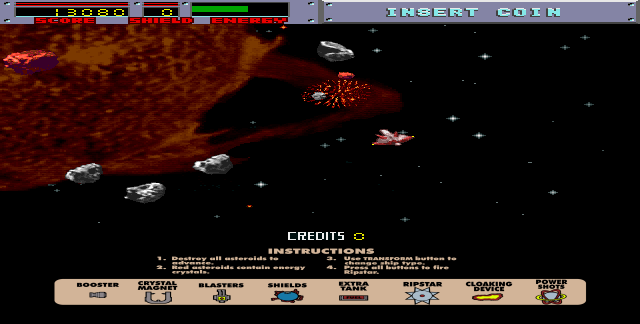 13080 0 INSERT COIN
SCORE SHIELD ENERGY
CREDITS 0
INSTRUCTIONS
1. Destroy all asteroids to
advance.
2. Red asteroids contain energy
crystals.
3. Use TRANSFORM button to
change ship type.
4. Press all buttons to fire
Ripstar.
BOOSTER
CRYSTAL
MAGNET
BLASTERS
SHIELDS
EXTRA
TANK
RIPSTAR
CLOAKING
DEVICE
POWER
SHOTS